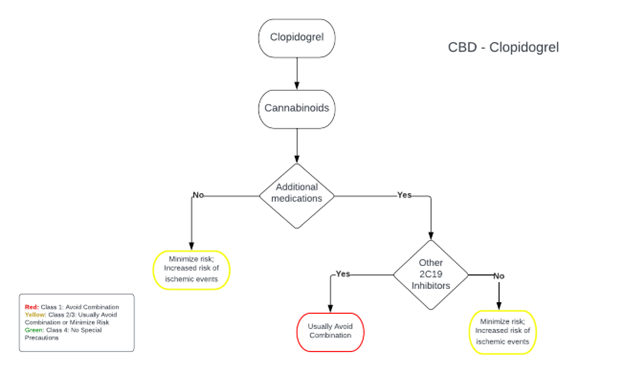 Clopidogrel
CBD - Clopidogrel
Cannabinoids
Additional
medications
No
Yes
Minimize risk;
Increased risk of
ischemic events
Other
2C19
Inhibitors
Yes
No
Usually Avoid
Combination
Minimize risk;
Increased risk of
ischemic events
Red: Class 1: Avoid Combination
Yellow: Class 2/3: Usually Avoid
Combination or Minimize Risk
Green: Class 4: No Special
Precautions